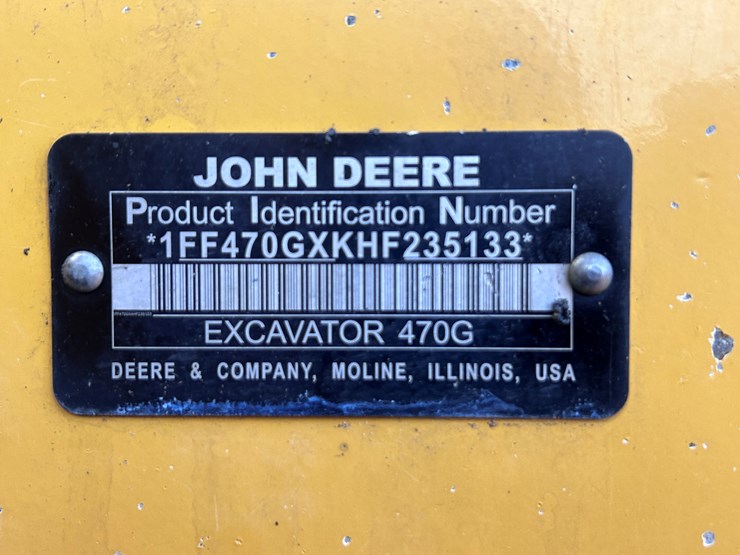 JOHN DEERE
Product Identification Number
*1FF470GXKHF235133*
EXCAVATOR 470G
DEERE & COMPANY, MOLINE, ILLINOIS, USA